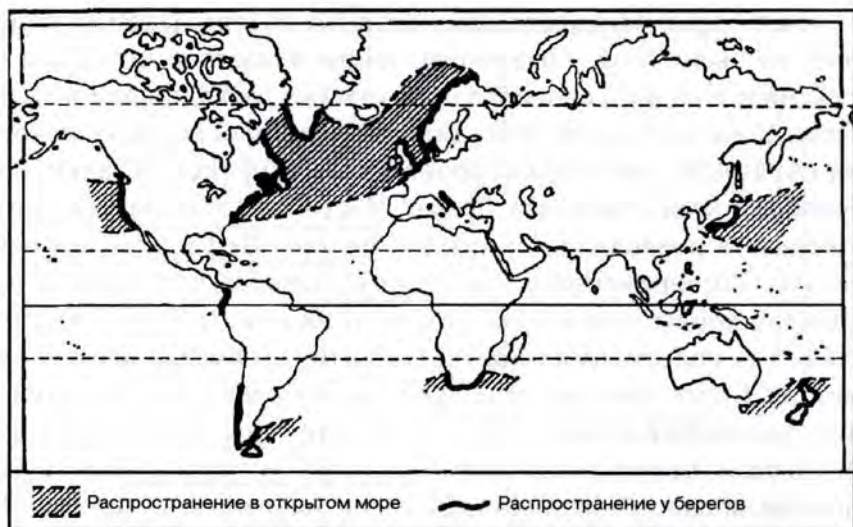 Распространение в открытом море
Распространение у берегов